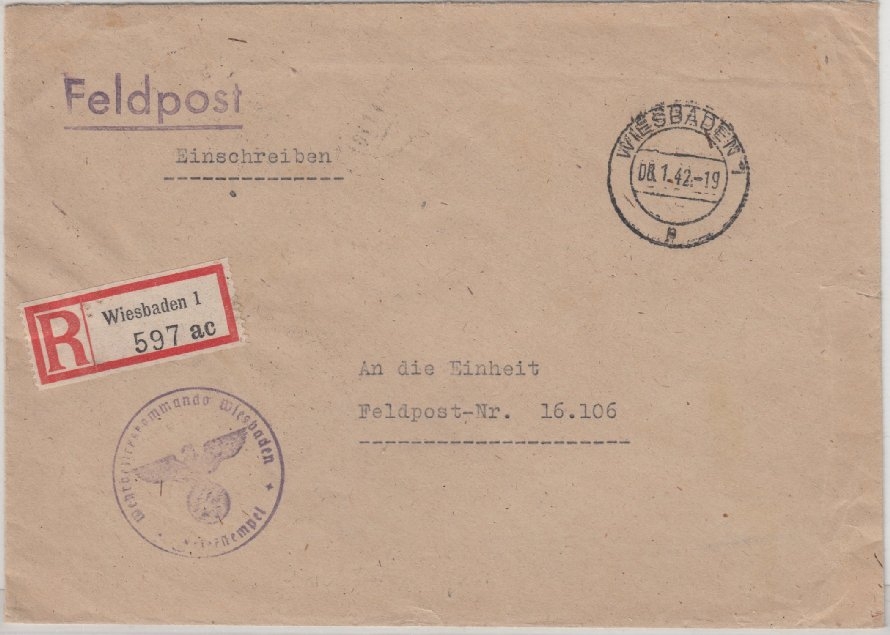 Feldpost
Einschreiben
WIESBADEN 1
08.1.42.-19
R
Wiesbaden 1
597 ac
An die Einheit
Feldpost-Nr. 16.106
Wehrbezirkskommando Wiesbaden